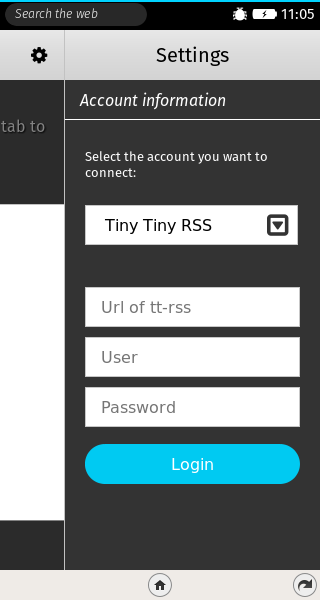 Search the web
11:05
Settings
Account information
tab to
Select the account you want to
connect:
Tiny Tiny RSS
Url of tt-rss
User
Password
Login